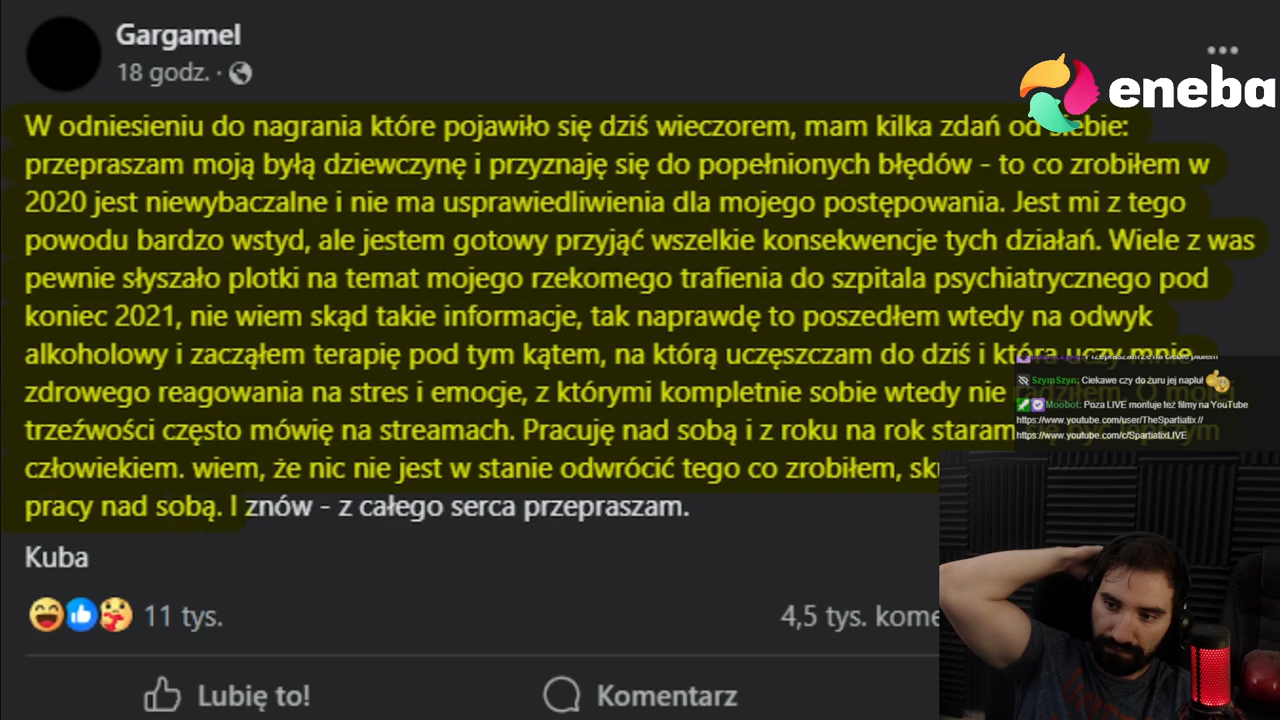 Gargamel
18 godz.
eneba
W odniesieniu do nagrania które pojawiło się dziś wieczorem, mam kilka zdań od siebie:
przepraszam moją byłą dziewczynę i przyznaję się do popełnionych błędów - to co zrobiłem w
2020 jest niewybaczalne i nie ma usprawiedliwienia dla mojego postępowania. Jest mi z tego
powodu bardzo wstyd, ale jestem gotowy przyjąć wszelkie konsekwencje tych działań. Wiele z was
pewnie słyszało plotki na temat mojego rzekomego trafienia do szpitala psychiatrycznego pod
koniec 2021, nie wiem skąd takie informacje, tak naprawdę to poszedłem wtedy na odwyk
alkoholowy i zacząłem terapię pod tym kątem, na którą uczęszczam do dziś i która uczy mnie
zdrowego reagowania na stres i emocje, z którymi kompletnie sobie wtedy nie radziłem. O mojej
trzeźwości często mówię na streamach. Pracuję nad sobą i z roku na rok staram
człowiekiem. wiem, że nic nie jest w stanie odwrócić tego co zrobiłem,
pracy nad sobą. I znów - z całego serca przepraszam.
Kuba
11 tys.
4,5 tys. kome
Lubię to!
Komentarz
SzymSzyn: Ciekawe czy do żuru jej napluł
Moobot: Poza LIVE montuje też filmy na YouTube
https://www.youtube.com/user/TheSpartiatix //
https://www.youtube.com/c/SpartiatixLIVE